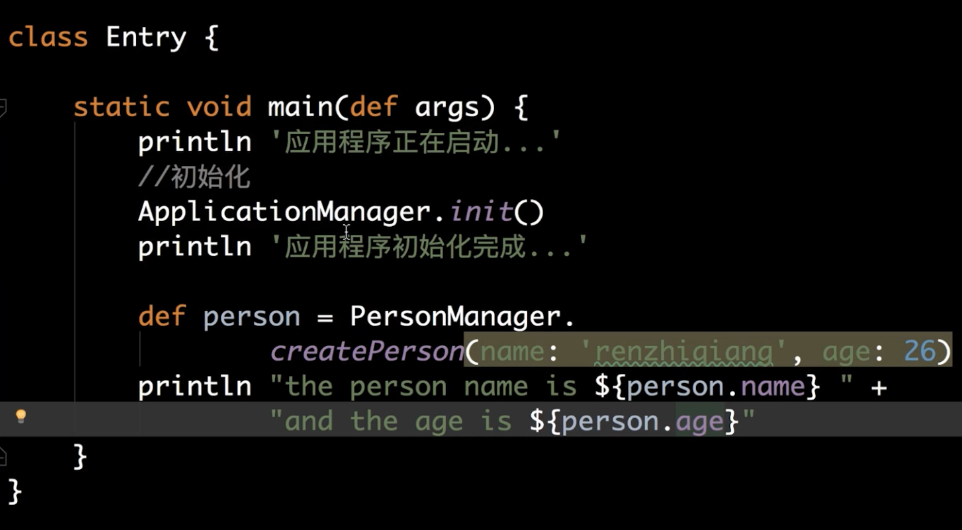 class Entry {
static void main(def args) {
println '应用程序正在启动...'
//初始化
ApplicationManager.init()
println '应用程序初始化完成...'
def person = PersonManager.
createPerson(name: 'renzhiqiang', age: 26)
println "the person name is ${person.name} " +
"and the age is ${person.age}"
}
}